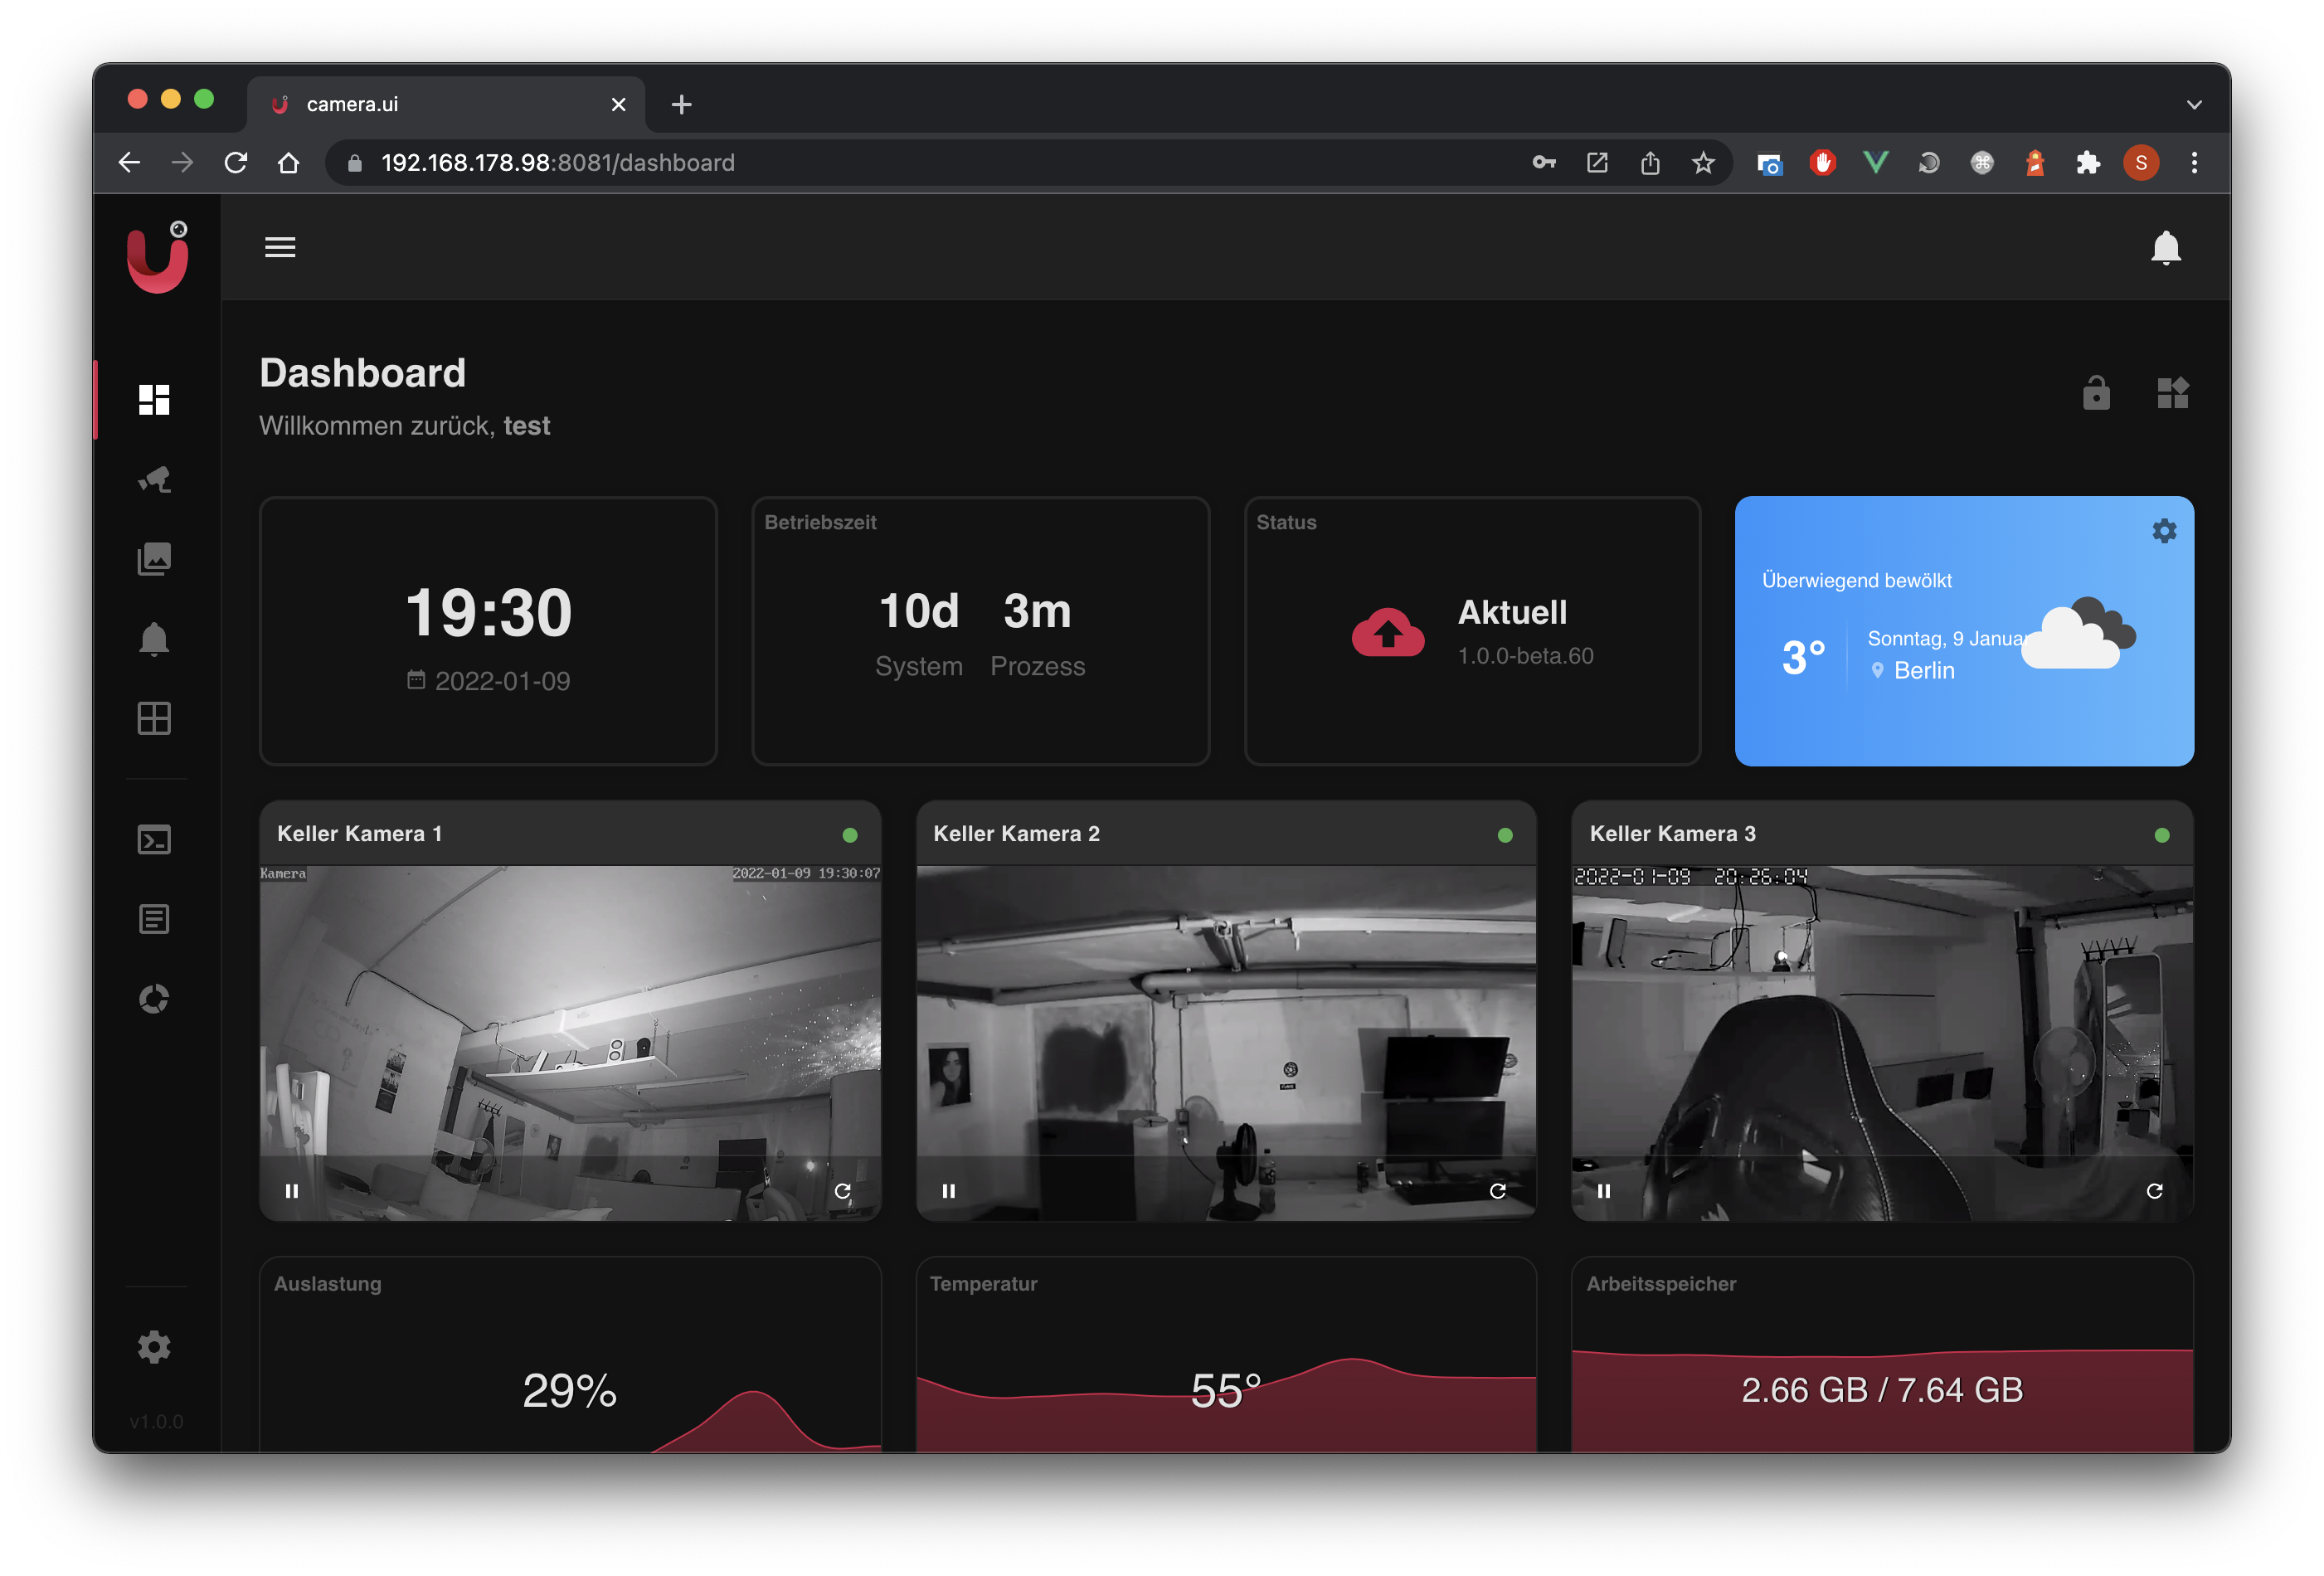 camera.ui
192.168.178.98:8081/dashboard
S
Dashboard
Willkommen zurück, test
19:30
2022-01-09
Betriebszeit
10d 3m
System Prozess
Status
Aktuell
1.0.0-beta.60
Überwiegend bewölkt
3°
Sonntag, 9 Januar
Berlin
Keller Kamera 1
Kamera
2022-01-09 19:30:07
Keller Kamera 2
Keller Kamera 3
2022-01-09 20:26:04
Auslastung
29%
Temperatur
55°
Arbeitsspeicher
2.66 GB / 7.64 GB
v1.0.0